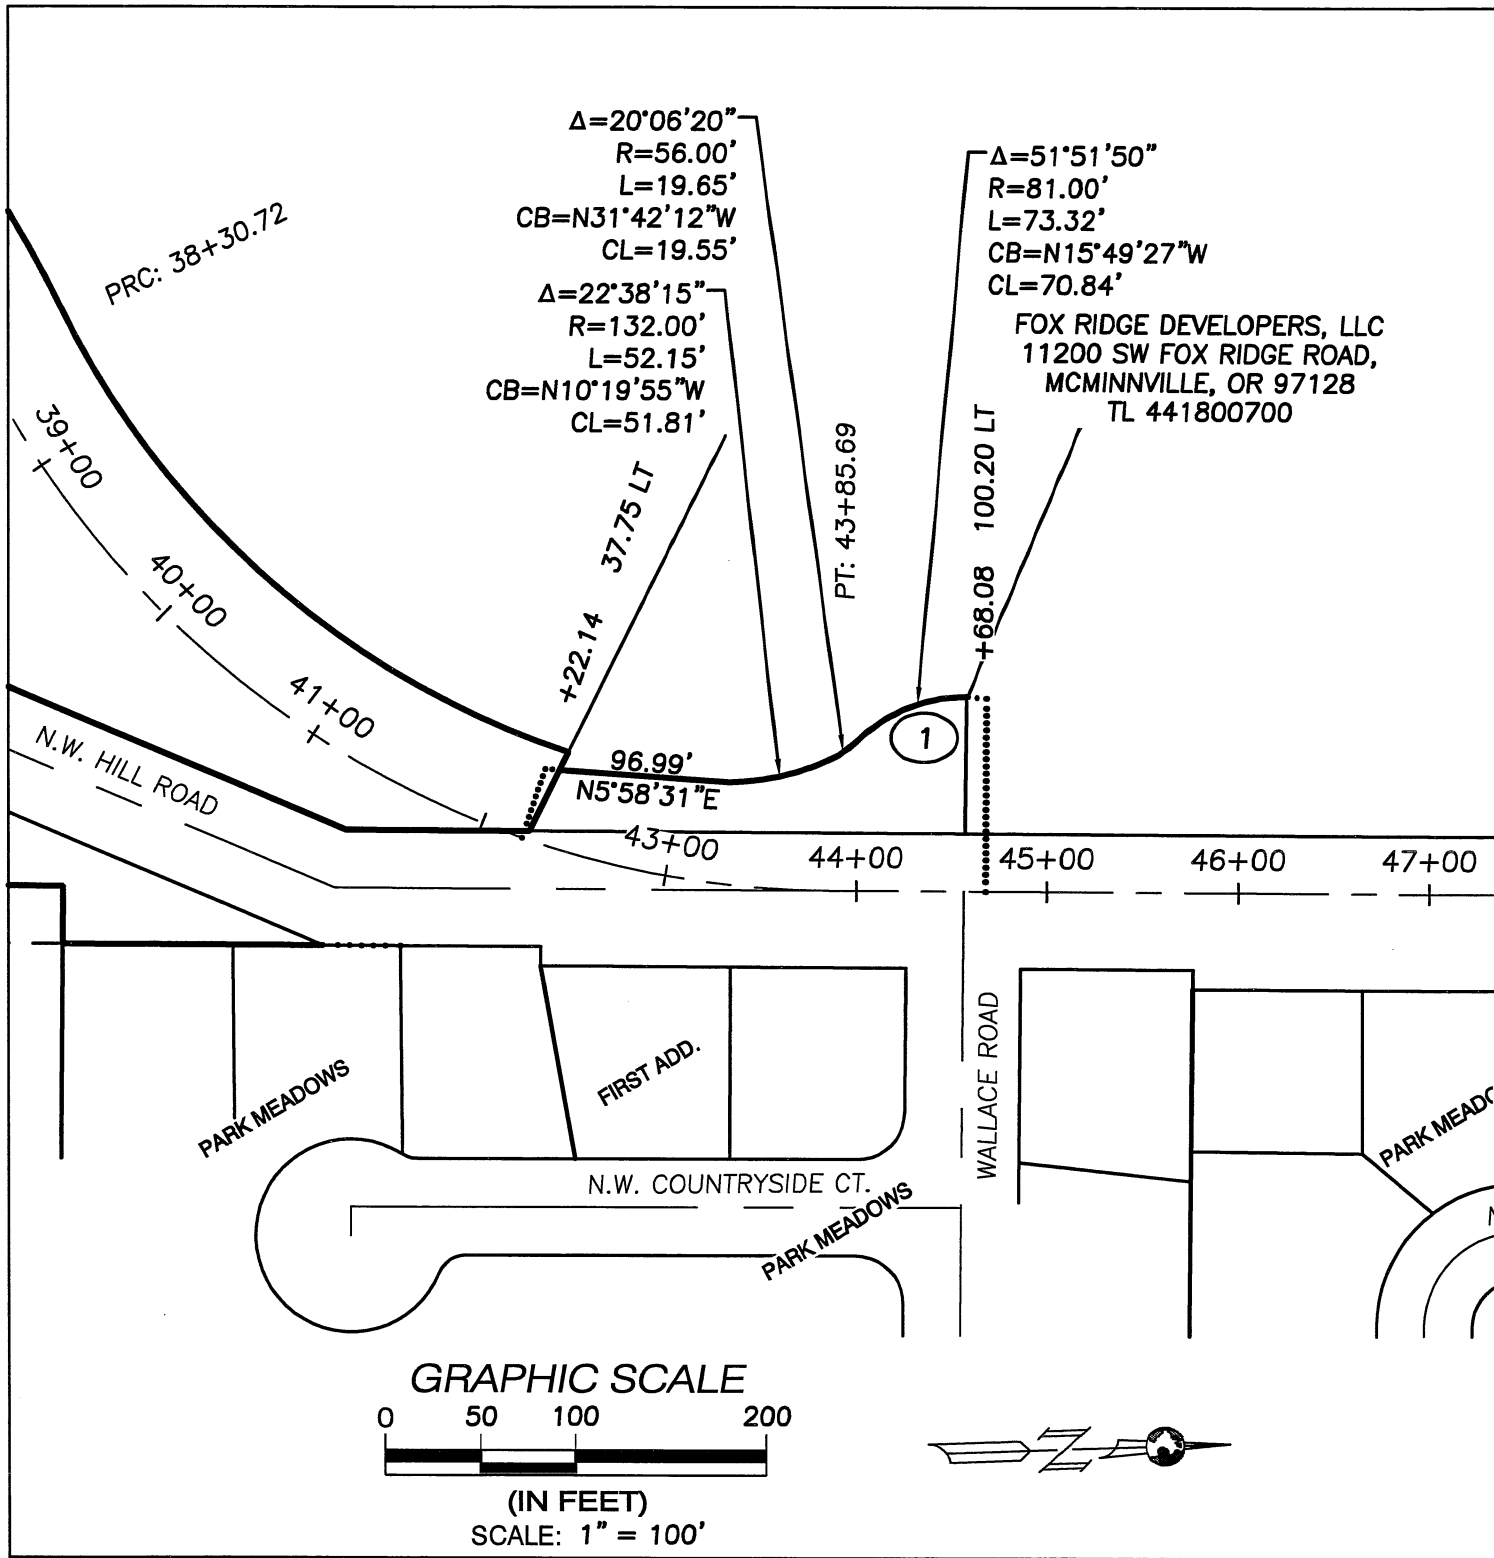 Δ=20°06'20"
R=56.00'
L=19.65'
CB=N31°42'12"W
CL=19.55'
Δ=22°38'15"
R=132.00'
L=52.15'
CB=N10°19'55"W
CL=51.81'
Δ=51°51'50"
R=81.00'
L=73.32'
CB=N15°49'27"W
CL=70.84'
FOX RIDGE DEVELOPERS, LLC
11200 SW FOX RIDGE ROAD,
MCMINNVILLE, OR 97128
TL 441800700
PRC: 38+30.72
39+00
40+00
41+00
+22.14 37.75 LT
PT: 43+85.69
+68.08 100.20 LT
1
96.99'
N5°58'31"E
N.W. HILL ROAD
43+00
44+00
45+00
46+00
47+00
PARK MEADOWS
FIRST ADD.
WALLACE ROAD
PARK MEADO
N.W. COUNTRYSIDE CT.
PARK MEADOWS
N
GRAPHIC SCALE
0 50 100 200
(IN FEET)
SCALE: 1" = 100'
N